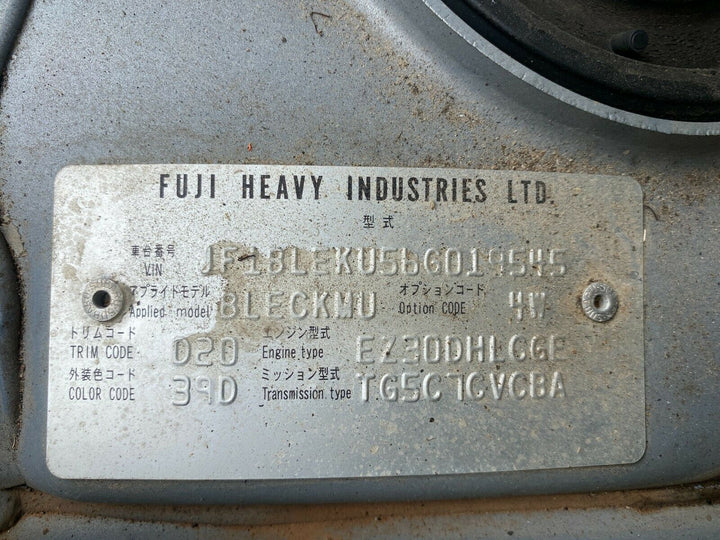 FUJI HEAVY INDUSTRIES LTD.
型式
車台番号
VIN JF1BLEKU56G019545
アプライドモデル オプションコード
Applied model BLECKMU Option CODE 4W
トリムコード エンジン型式
TRIM CODE D20 Engine type EZ30DHLCGE
外装色コード ミッション型式
COLOR CODE 39D Transmission type TG5C7CVCBA